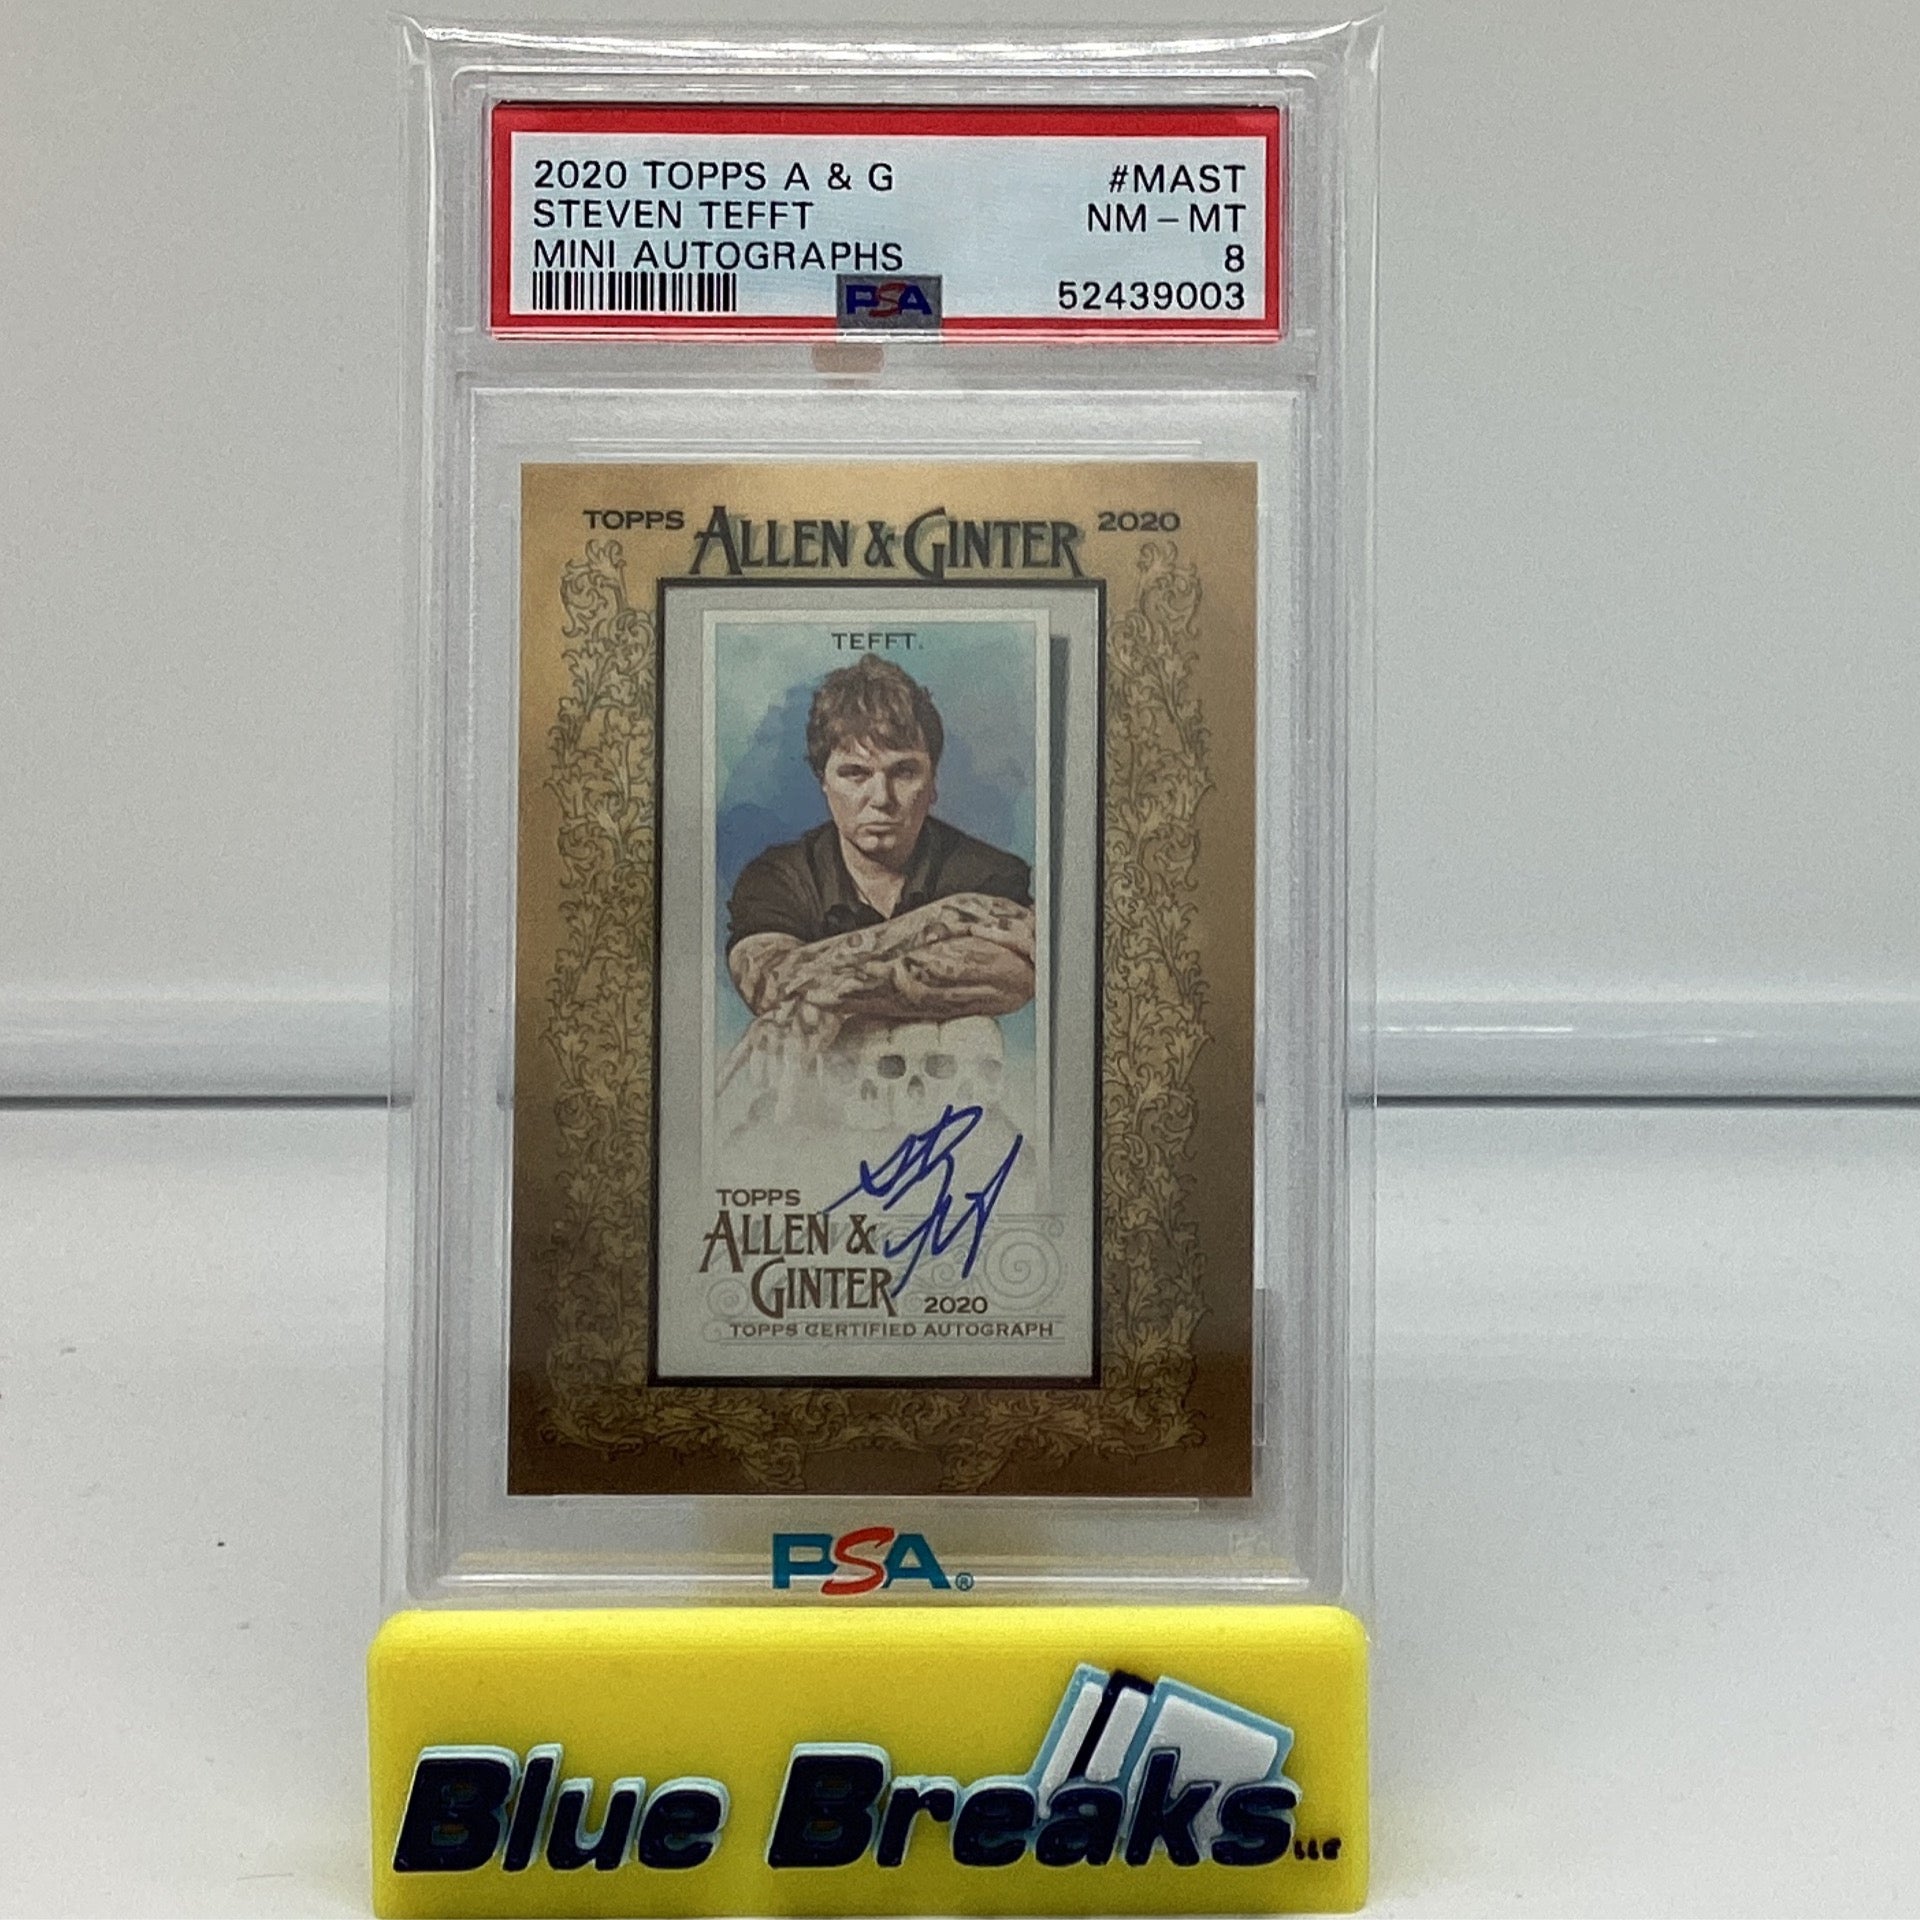 2020 TOPPS A & G #MAST
STEVEN TEFFT NM - MT
MINI AUTOGRAPHS 8
PSA 52439003
TOPPS ALLEN & GINTER 2020
TEFFT.
TOPPS
ALLEN &
GINTER 2020
TOPPS CERTIFIED AUTOGRAPH
PSA®
Blue Breaks LLC